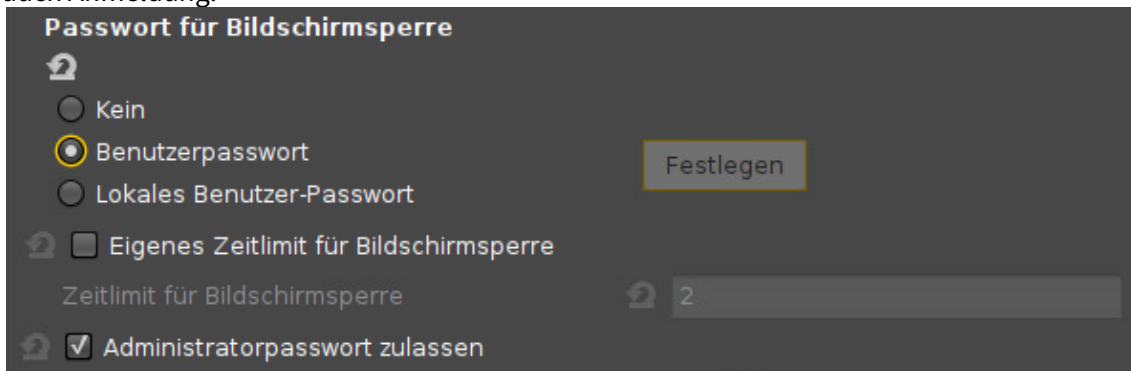 Passwort für Bildschirmsperre
Kein
Benutzerpasswort
Festlegen
Lokales Benutzer-Passwort
Eigenes Zeitlimit für Bildschirmsperre
Zeitlimit für Bildschirmsperre 2
Administratorpasswort zulassen